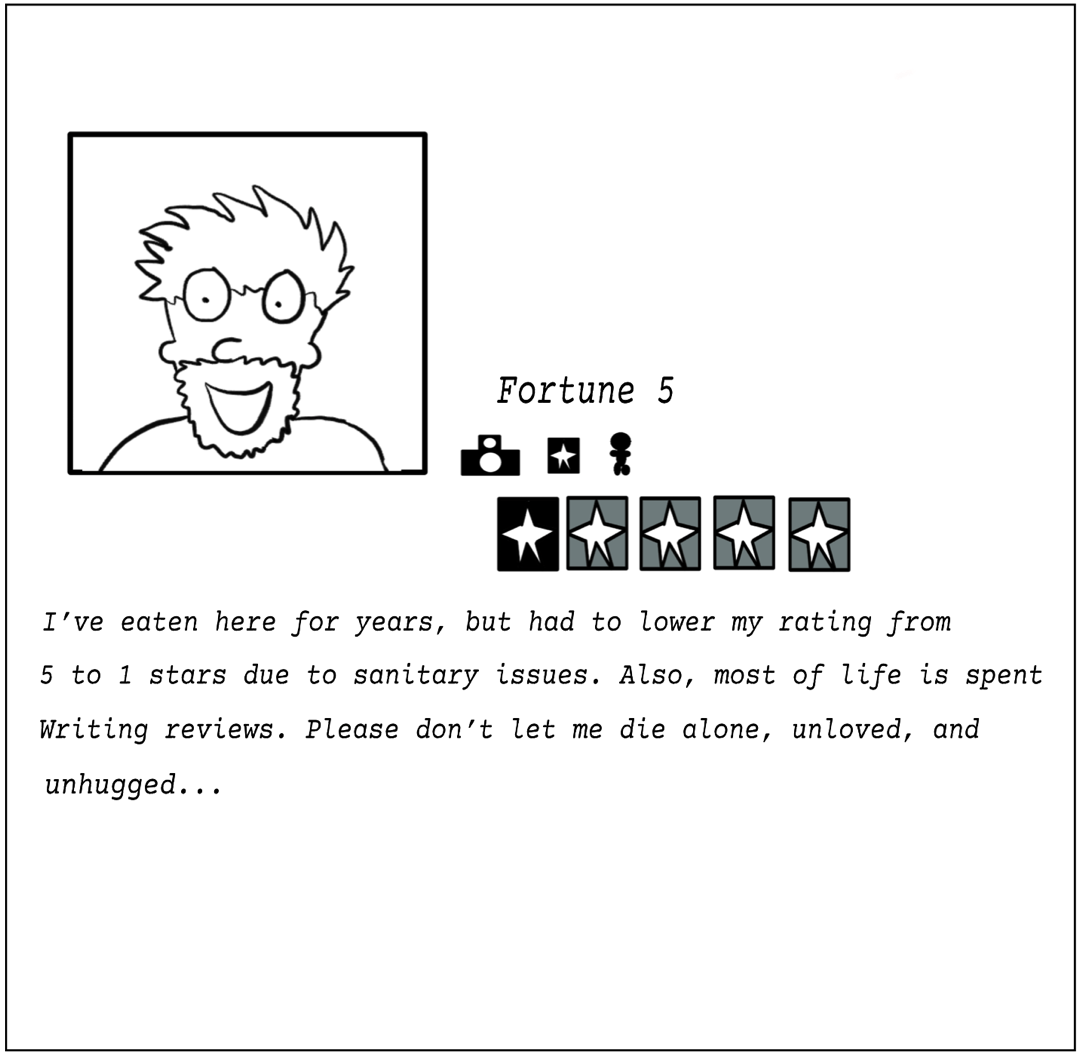 Fortune 5
I've eaten here for years, but had to lower my rating from
5 to 1 stars due to sanitary issues. Also, most of life is spent
Writing reviews. Please don't let me die alone, unloved, and
unhugged...